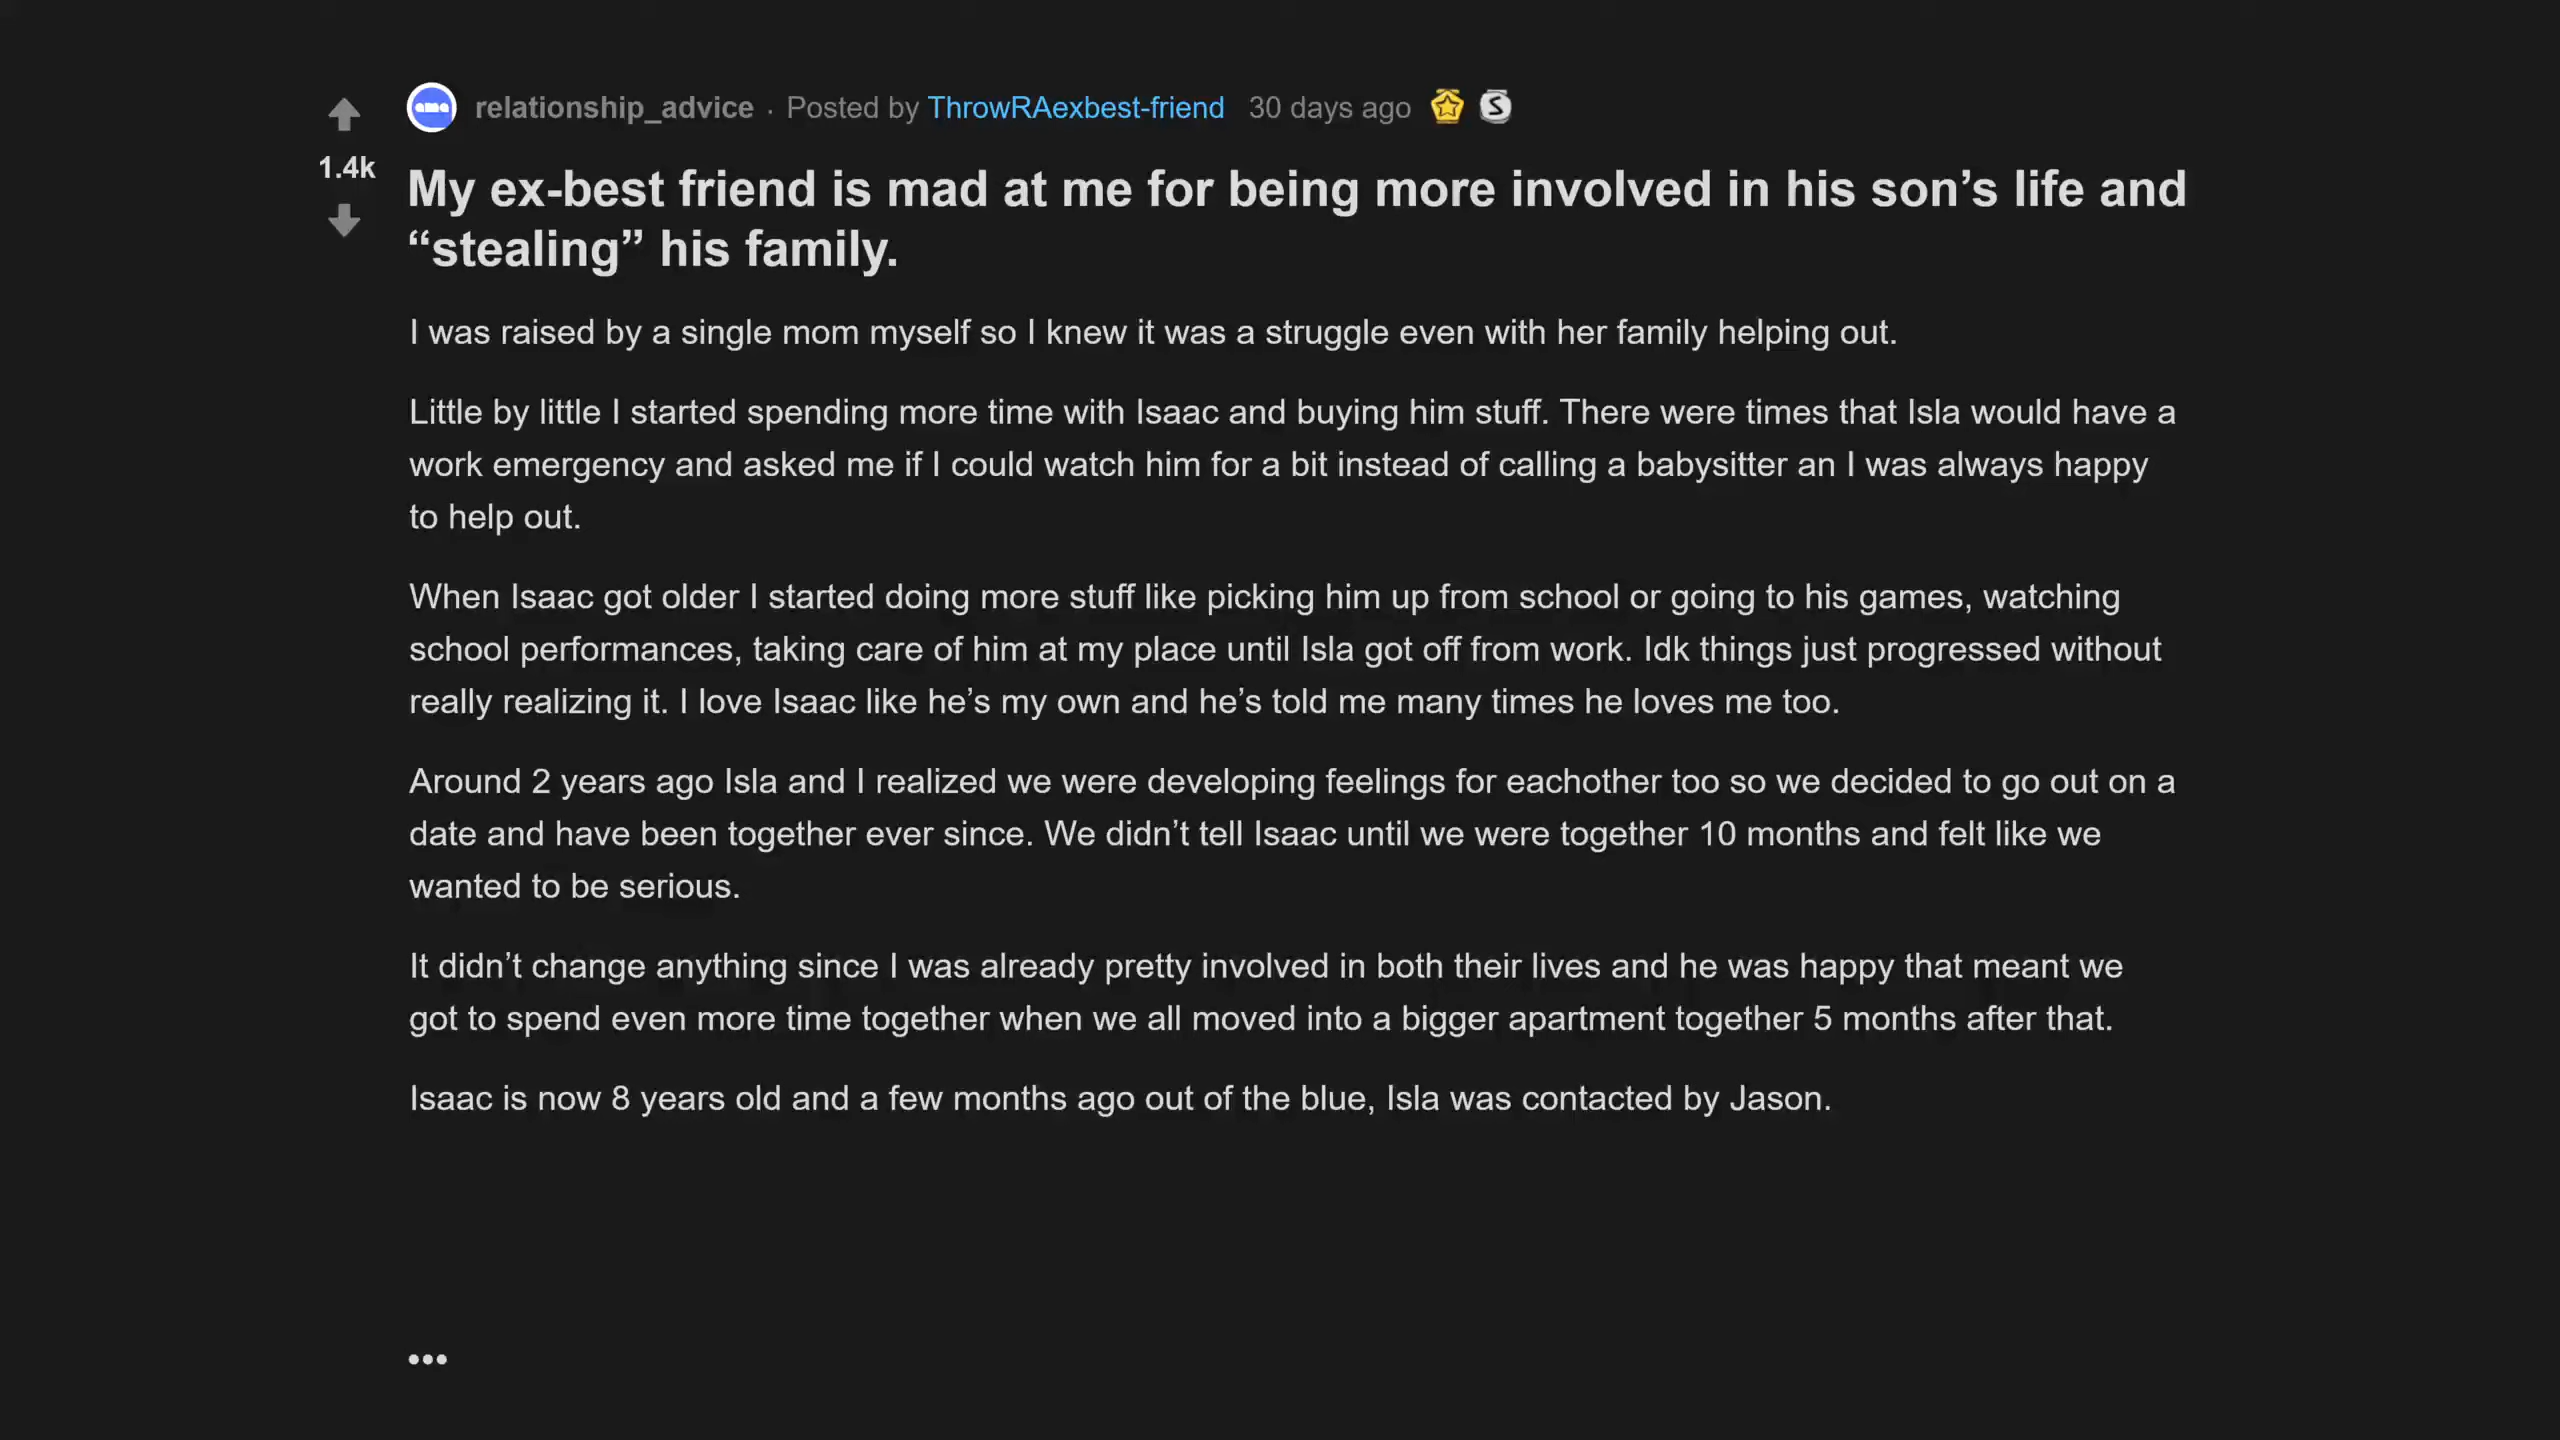 relationship_advice · Posted by ThrowRAexbest-friend 30 days ago
1.4k
My ex-best friend is mad at me for being more involved in his son’s life and
“stealing” his family.
I was raised by a single mom myself so I knew it was a struggle even with her family helping out.
Little by little I started spending more time with Isaac and buying him stuff. There were times that Isla would have a
work emergency and asked me if I could watch him for a bit instead of calling a babysitter an I was always happy
to help out.
When Isaac got older I started doing more stuff like picking him up from school or going to his games, watching
school performances, taking care of him at my place until Isla got off from work. Idk things just progressed without
really realizing it. I love Isaac like he’s my own and he’s told me many times he loves me too.
Around 2 years ago Isla and I realized we were developing feelings for eachother too so we decided to go out on a
date and have been together ever since. We didn’t tell Isaac until we were together 10 months and felt like we
wanted to be serious.
It didn’t change anything since I was already pretty involved in both their lives and he was happy that meant we
got to spend even more time together when we all moved into a bigger apartment together 5 months after that.
Isaac is now 8 years old and a few months ago out of the blue, Isla was contacted by Jason.
•••